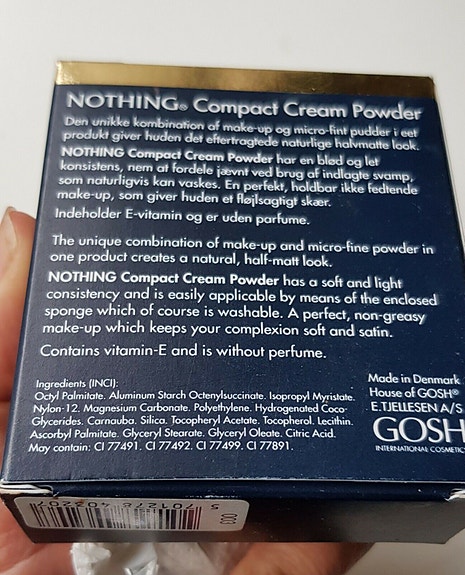 NOTHING® Compact Cream Powder
Den unikke kombination af make-up og micro-fint pudder i eet
produkt giver huden det eftertragtede naturlige halvmatte look.
NOTHING Compact Cream Powder har en blød og let
konsistens, nem at fordele jævnt ved brug af indlagte svamp,
som naturligvis kan vaskes. En perfekt, holdbar ikke fedtende
make-up, som giver huden et fløjlsagtigt skær.
Indeholder E-vitamin og er uden parfume.
The unique combination of make-up and micro-fine powder in
one product creates a natural, half-matt look.
NOTHING Compact Cream Powder has a soft and light
consistency and is easily applicable by means of the enclosed
sponge which of course is washable. A perfect, non-greasy
make-up which keeps your complexion soft and satin.
Contains vitamin-E and is without perfume.
Ingredients (INCI):
Octyl Palmitate. Aluminum Starch Octenylsuccinate. Isopropyl Myristate.
Nylon-12. Magnesium Carbonate. Polyethylene. Hydrogenated Coco-
Glycerides. Carnauba. Silica. Tocopheryl Acetate. Tocopherol. Lecithin.
Ascorbyl Palmitate. Glyceryl Stearate. Glyceryl Oleate. Citric Acid.
May contain: CI 77491. CI 77492. CI 77499. CI 77891.
Made in Denmark
House of GOSH®
E.TJELLESEN A/S
GOSH
INTERNATIONAL COSMETIC
003